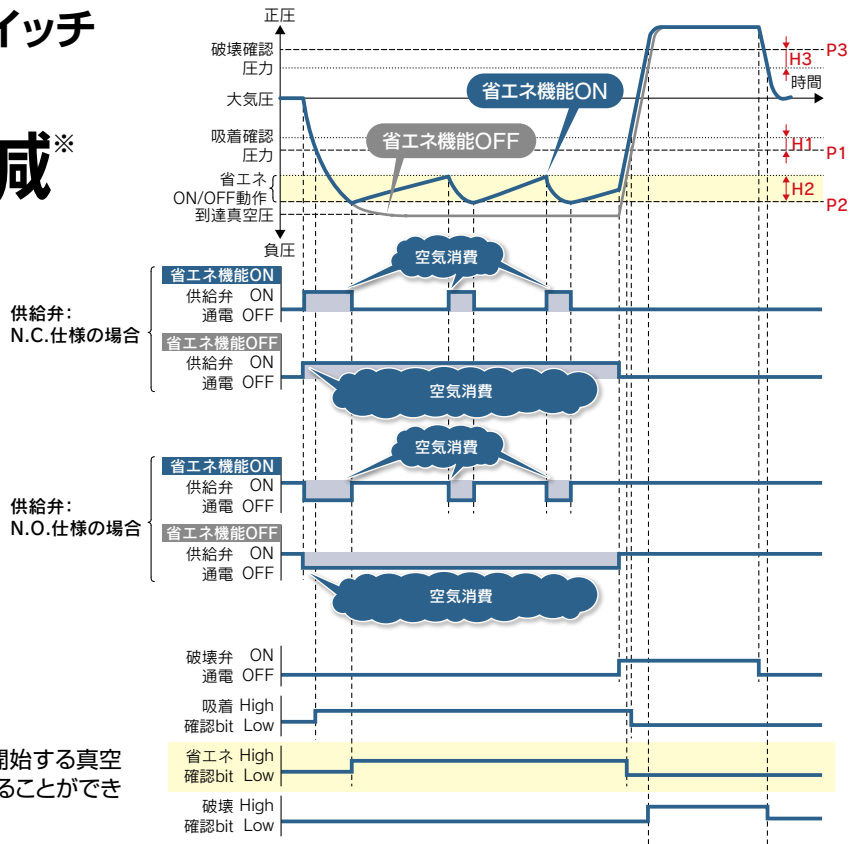 イッチ
減※
正圧
破壊確認
圧力
大気圧
吸着確認
圧力
省エネ
ON/OFF動作
到達真空圧
負圧
省エネ機能ON
省エネ機能OFF
P3
H3
時間
H1
P1
H2
P2
供給弁:
N.C.仕様の場合
省エネ機能ON
供給弁 ON
通電 OFF
空気消費
省エネ機能OFF
供給弁 ON
通電 OFF
空気消費
供給弁:
N.O.仕様の場合
省エネ機能ON
供給弁 ON
通電 OFF
空気消費
省エネ機能OFF
供給弁 ON
通電 OFF
空気消費
破壊弁 ON
通電 OFF
吸着 High
確認bit Low
開始する真空
ることができ
省エネ High
確認bit Low
破壊 High
確認bit Low